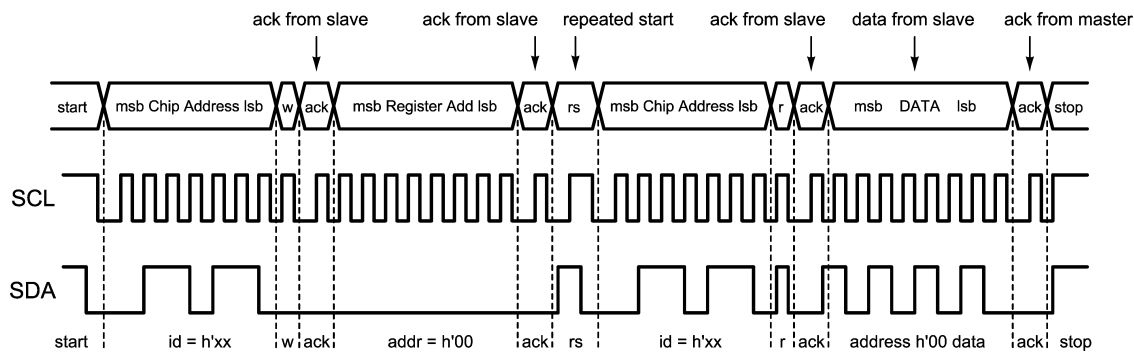 ack from slave ack from slave repeated start ack from slave data from slave ack from master
start msb Chip Address lsb w ack msb Register Add lsb ack rs msb Chip Address lsb r ack msb DATA lsb ack stop
SCL
SDA
start id = h'xx w ack addr = h'00 ack rs id = h'xx r ack address h'00 data ack stop